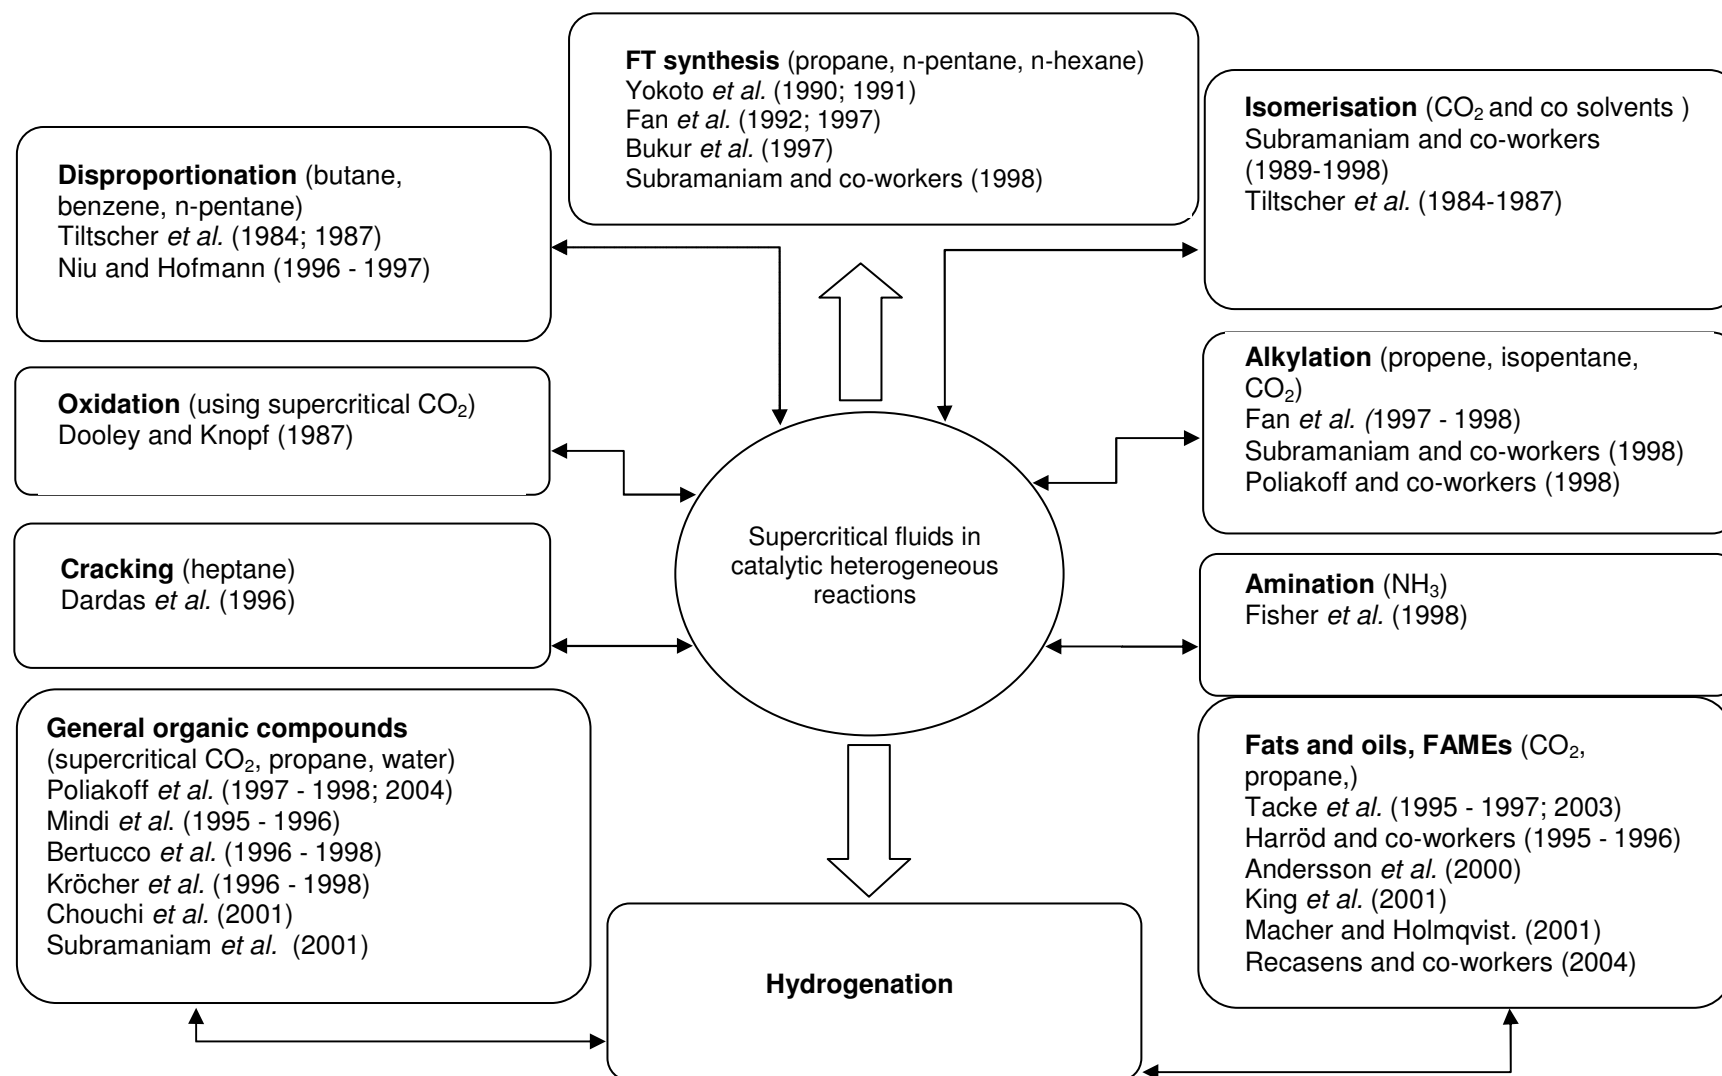 FT synthesis (propane, n-pentane, n-hexane)
Yokoto et al. (1990; 1991)
Fan et al. (1992; 1997)
Bukur et al. (1997)
Subramaniam and co-workers (1998)
Isomerisation (CO₂ and co solvents )
Subramaniam and co-workers
(1989-1998)
Tiltscher et al. (1984-1987)
Disproportionation (butane,
benzene, n-pentane)
Tiltscher et al. (1984; 1987)
Niu and Hofmann (1996 - 1997)
Alkylation (propene, isopentane,
CO₂)
Fan et al. (1997 - 1998)
Subramaniam and co-workers (1998)
Poliakoff and co-workers (1998)
Oxidation (using supercritical CO₂)
Dooley and Knopf (1987)
Supercritical fluids in
catalytic heterogeneous
reactions
Cracking (heptane)
Dardas et al. (1996)
Amination (NH₃)
Fisher et al. (1998)
General organic compounds
(supercritical CO₂, propane, water)
Poliakoff et al. (1997 - 1998; 2004)
Mindi et al. (1995 - 1996)
Bertucco et al. (1996 - 1998)
Kröcher et al. (1996 - 1998)
Chouchi et al. (2001)
Subramaniam et al. (2001)
Fats and oils, FAMEs (CO₂,
propane,)
Tacke et al. (1995 - 1997; 2003)
Harröd and co-workers (1995 - 1996)
Andersson et al. (2000)
King et al. (2001)
Macher and Holmqvist. (2001)
Recasens and co-workers (2004)
Hydrogenation